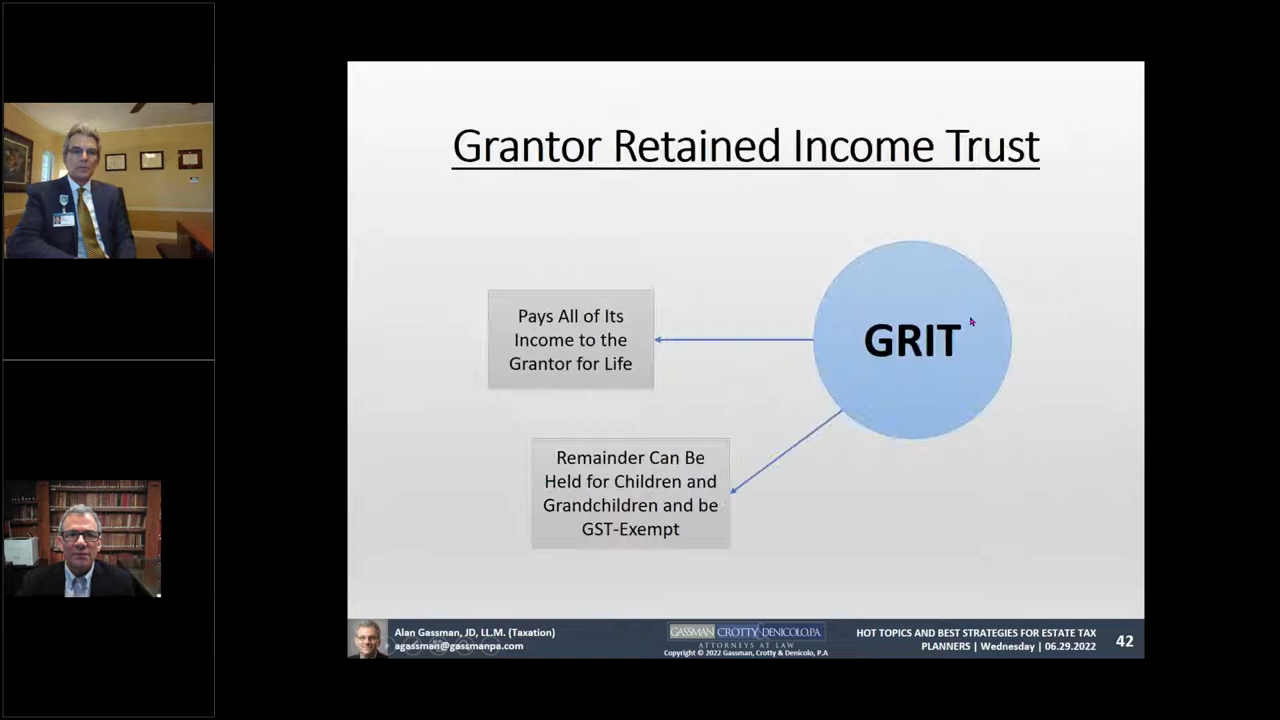 Grantor Retained Income Trust
Pays All of Its
Income to the
Grantor for Life
GRIT
Remainder Can Be
Held for Children and
Grandchildren and be
GST-Exempt
Alan Gassman, JD, LL.M. (Taxation)
agassman@gassmanpa.com
GASSMAN CROTTY DENICOLO, P.A.
ATTORNEYS AT LAW
Copyright © 2022 Gassman, Crotty & Denicolo, P.A
HOT TOPICS AND BEST STRATEGIES FOR ESTATE TAX
PLANNERS | Wednesday | 06.29.2022
42